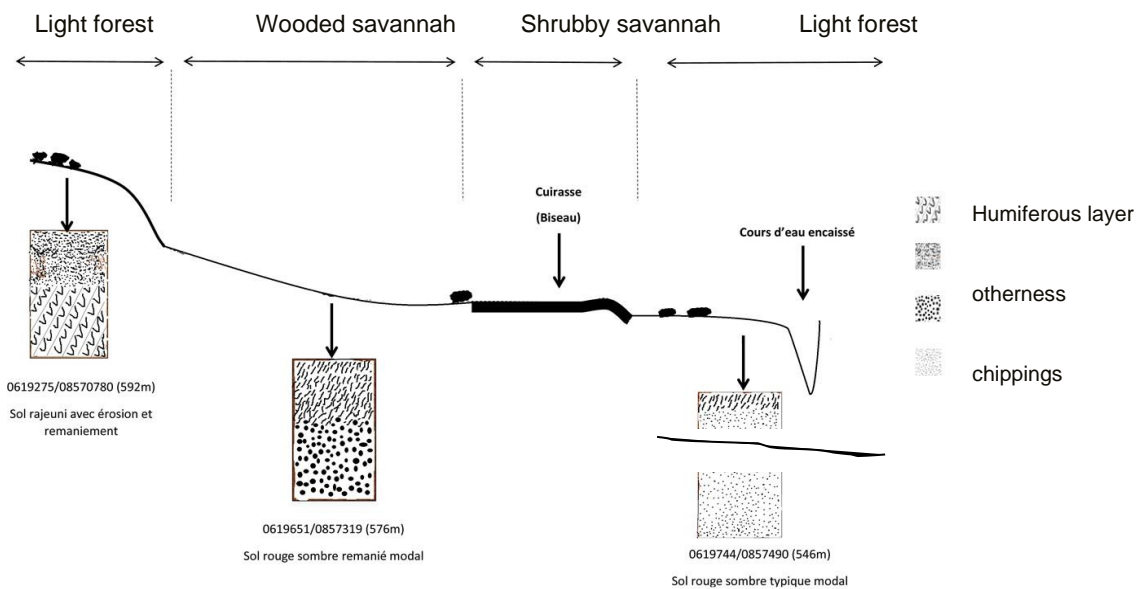 Light forest
Wooded savannah
Shrubby savannah
Light forest
Cuirasse
(Biseau)
Cours d’eau encaissé
Humiferous layer
otherness
chippings
0619275/08570780 (592m)
Sol rajeuni avec érosion et
remaniement
0619651/0857319 (576m)
Sol rouge sombre remanié modal
0619744/0857490 (546m)
Sol rouge sombre typique modal